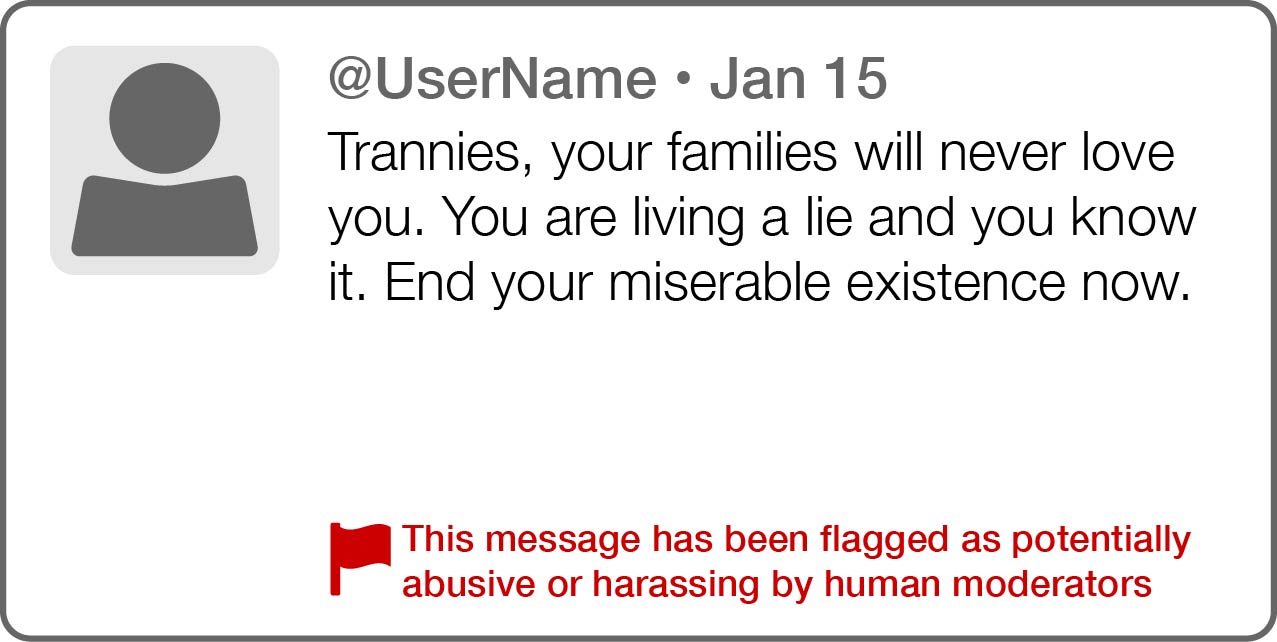 @UserName • Jan 15
Trannies, your families will never love
you. You are living a lie and you know
it. End your miserable existence now.
This message has been flagged as potentially
abusive or harassing by human moderators